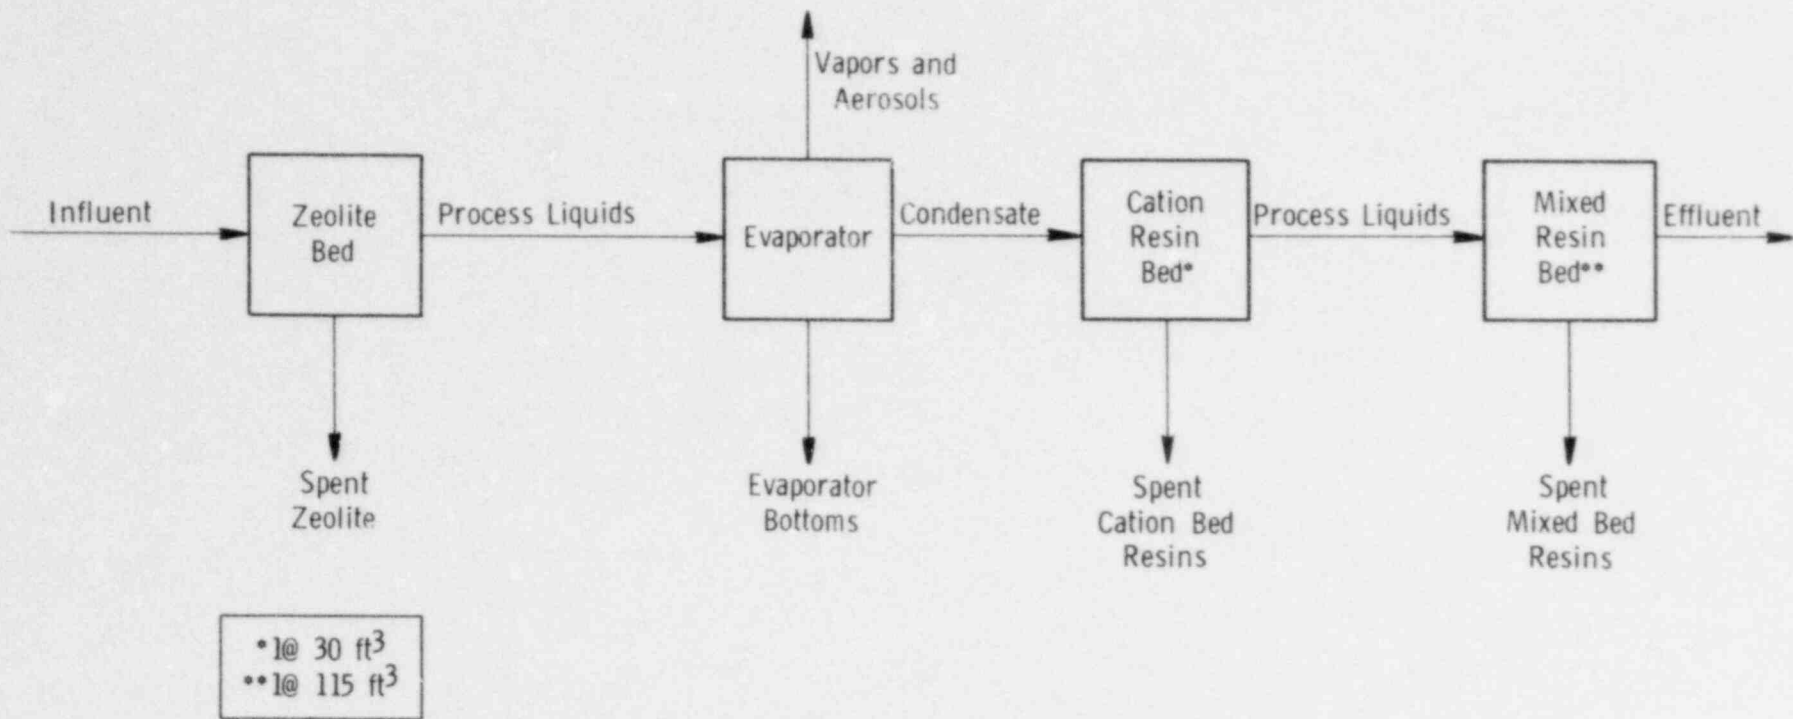 Vapors and
Aerosols
Influent
Zeolite
Bed
Process Liquids
Evaporator
Condensate
Cation
Resin
Bed*
Process Liquids
Mixed
Resin
Bed**
Effluent
Spent
Zeolite
Evaporator
Bottoms
Spent
Cation Bed
Resins
Spent
Mixed Bed
Resins
*1@ 30 ft³
**1@ 115 ft³